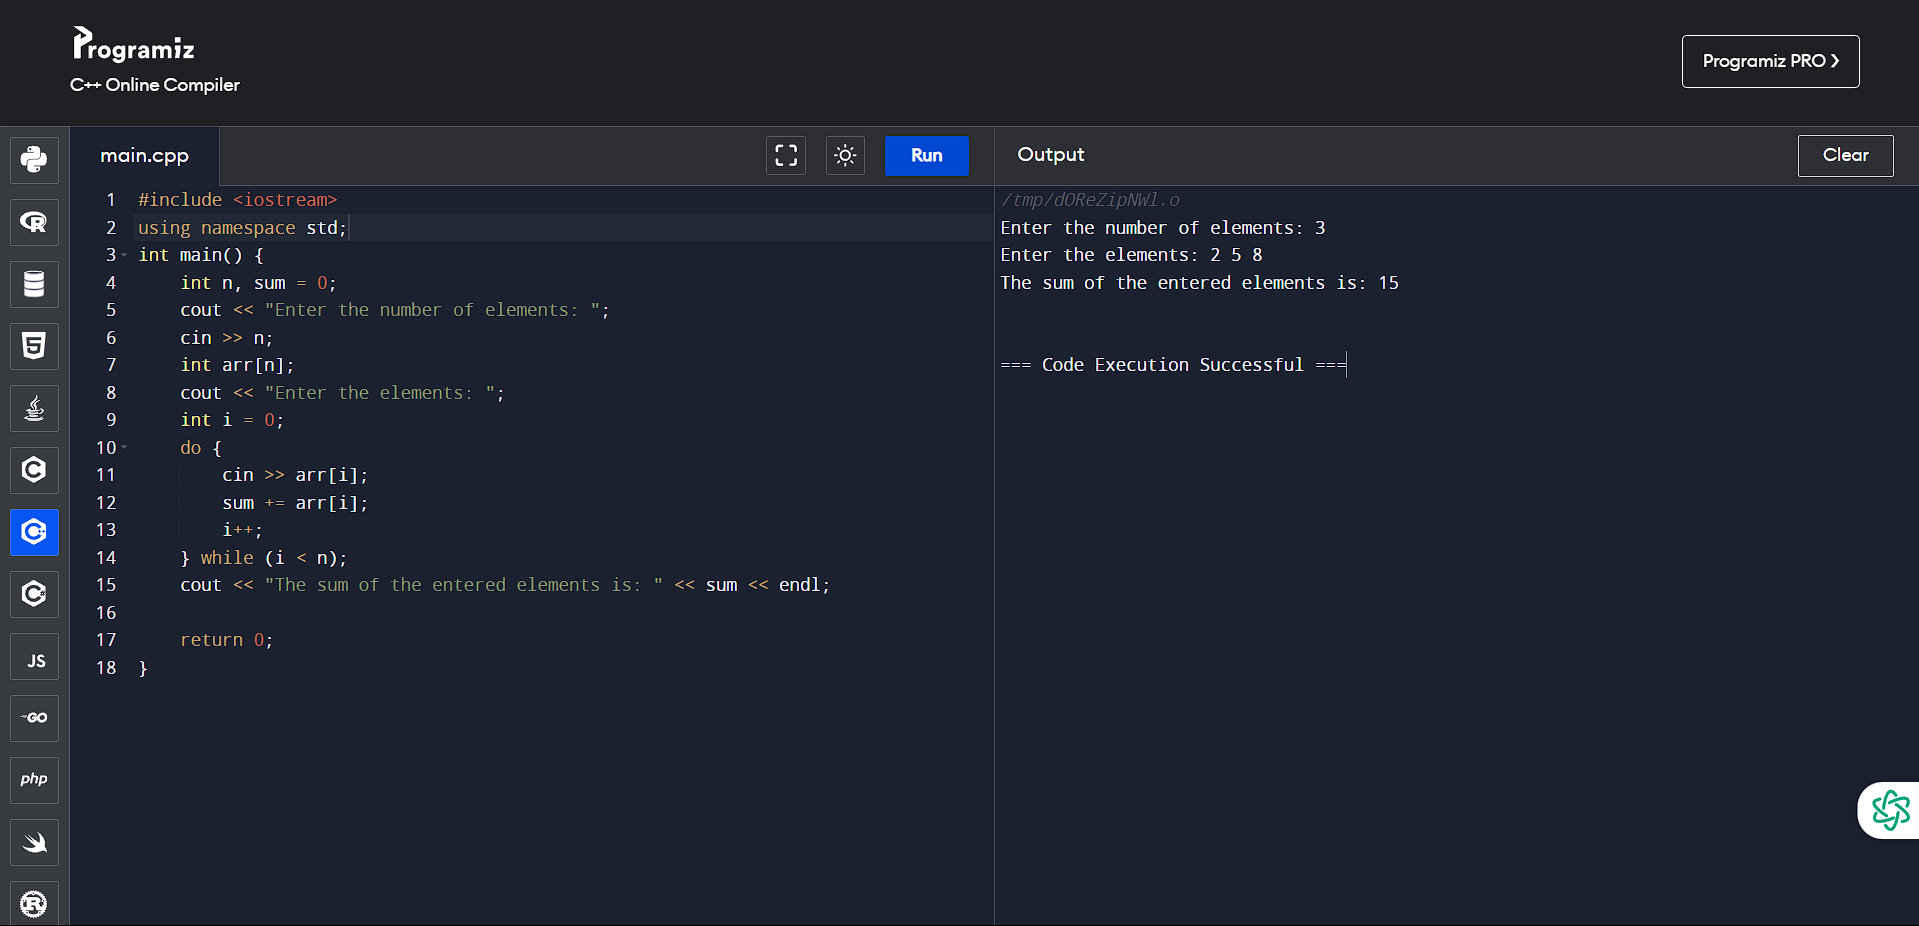 Programiz
C++ Online Compiler
Programiz PRO ❯
main.cpp
Run
Output
Clear
1 #include <iostream>
2 using namespace std;
3 int main() {
4     int n, sum = 0;
5     cout << "Enter the number of elements: ";
6     cin >> n;
7     int arr[n];
8     cout << "Enter the elements: ";
9     int i = 0;
10     do {
11         cin >> arr[i];
12         sum += arr[i];
13         i++;
14     } while (i < n);
15     cout << "The sum of the entered elements is: " << sum << endl;
16
17     return 0;
18 }
/tmp/dOReZipNWl.o
Enter the number of elements: 3
Enter the elements: 2 5 8
The sum of the entered elements is: 15
=== Code Execution Successful ===
R
5
C
C
C
JS
GO
php
R